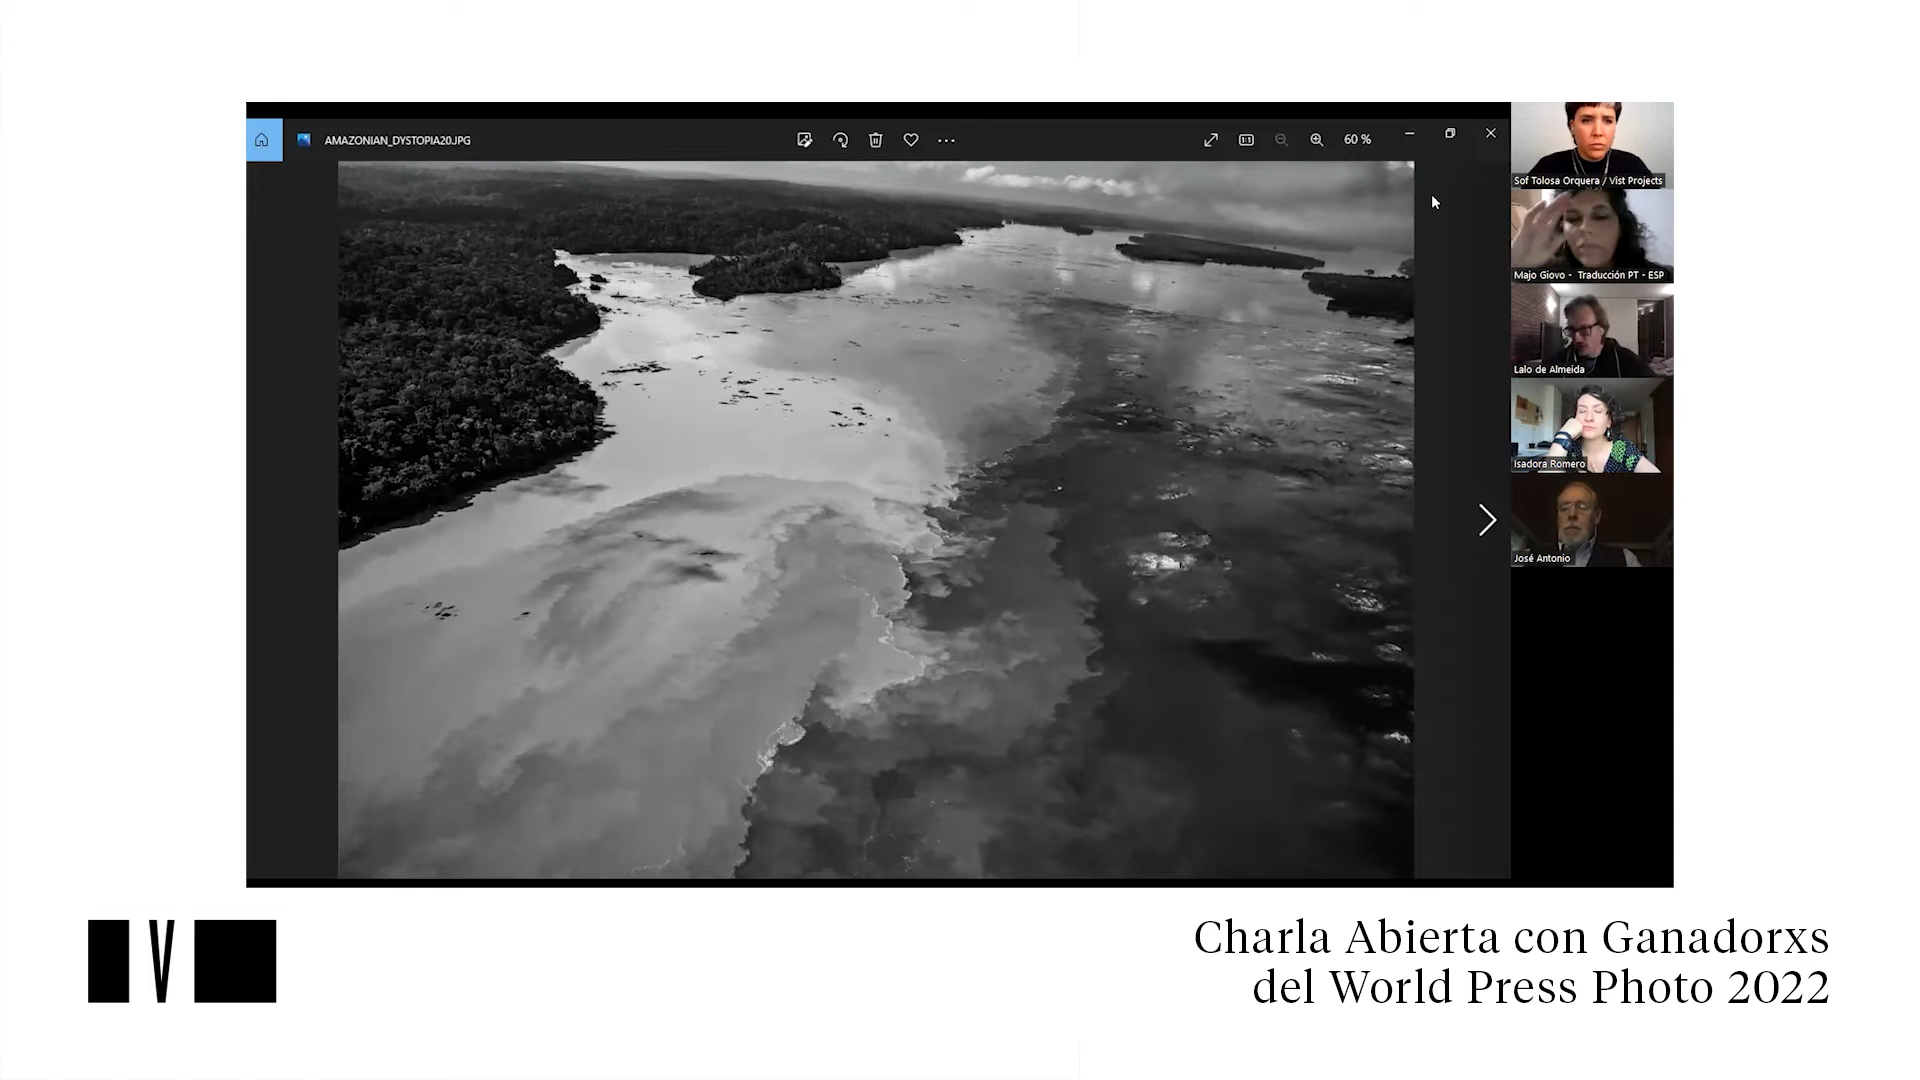 AMAZONIAN_DYSTOPIA20.JPG
60 %
Sof Tolosa Orquera / Vist Projects
Majo Giovo - Traducción PT - ESP
Lalo de Almeida
Isadora Romero
José Antonio
V
Charla Abierta con Ganadorxs
del World Press Photo 2022